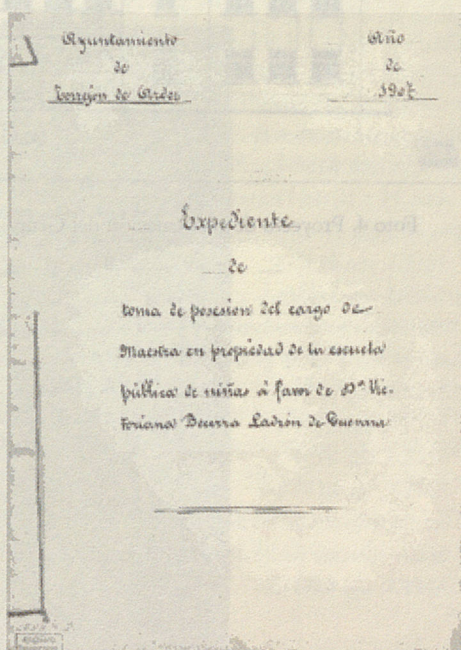 Ayuntamiento
de
Torrejón de Ardoz
Año
de
1907
Expediente
de
toma de posesion del cargo de
Maestra en propiedad de la escuela
pública de niñas á favor de Dª Vic-
toriana Becerra Ladrón de Guevara